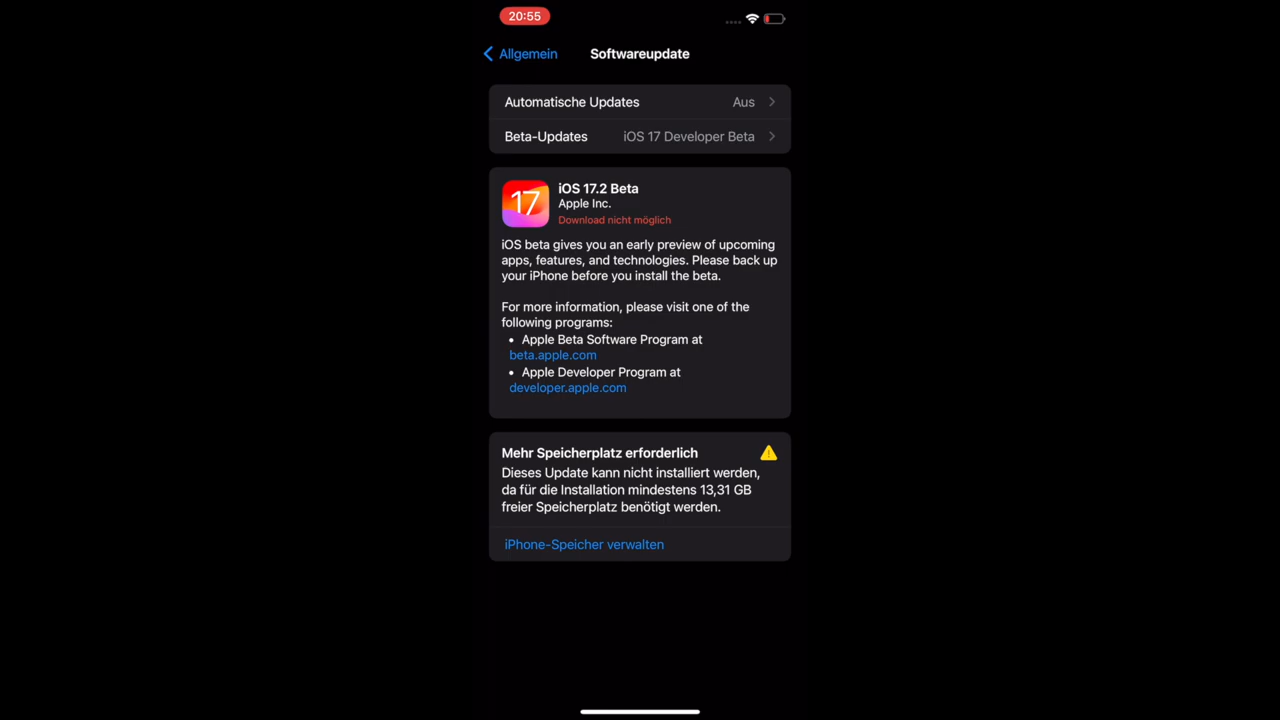 20:55
Allgemein
Softwareupdate
Automatische Updates Aus
Beta-Updates iOS 17 Developer Beta
17
iOS 17.2 Beta
Apple Inc.
Download nicht möglich
iOS beta gives you an early preview of upcoming
apps, features, and technologies. Please back up
your iPhone before you install the beta.
For more information, please visit one of the
following programs:
• Apple Beta Software Program at
beta.apple.com
• Apple Developer Program at
developer.apple.com
Mehr Speicherplatz erforderlich
Dieses Update kann nicht installiert werden,
da für die Installation mindestens 13,31 GB
freier Speicherplatz benötigt werden.
iPhone-Speicher verwalten